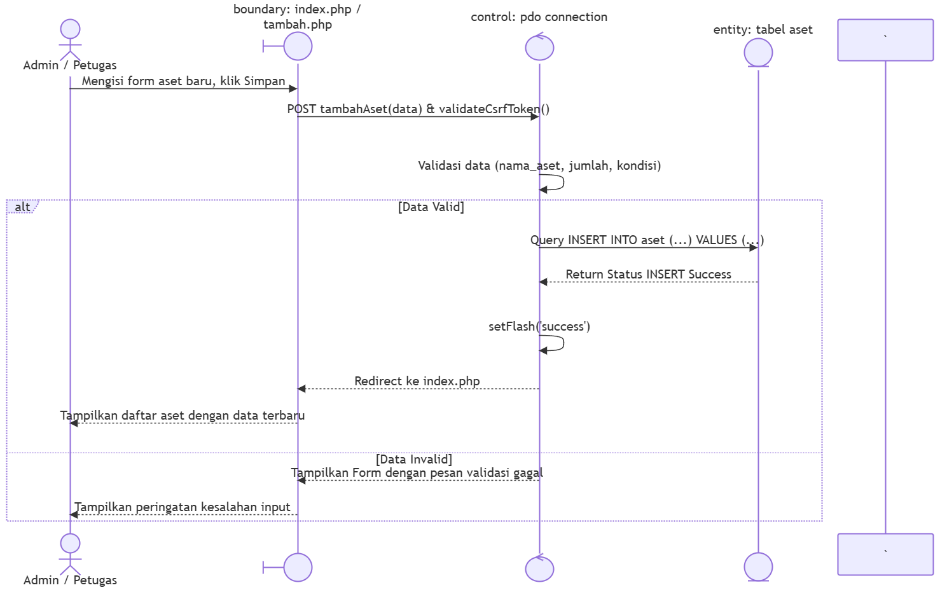 boundary: index.php /
tambah.php
control: pdo connection
entity: tabel aset
`
Admin / Petugas
Mengisi form aset baru, klik Simpan
POST tambahAset(data) & validateCsrfToken()
Validasi data (nama_aset, jumlah, kondisi)
alt
[Data Valid]
Query INSERT INTO aset (...) VALUES (...)
Return Status INSERT Success
setFlash('success')
Redirect ke index.php
Tampilkan daftar aset dengan data terbaru
[Data Invalid]
Tampilkan Form dengan pesan validasi gagal
Tampilkan peringatan kesalahan input
`
Admin / Petugas